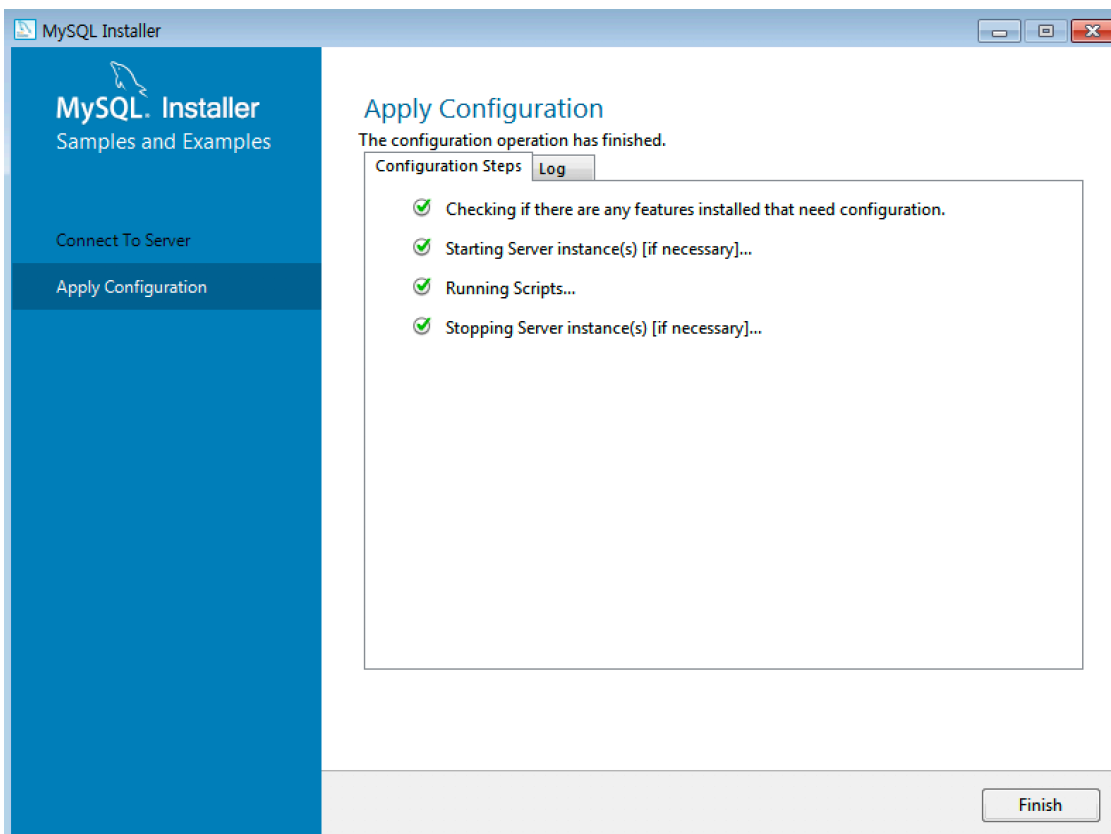 MySQL Installer
MySQL. Installer
Samples and Examples
Connect To Server
Apply Configuration
Apply Configuration
The configuration operation has finished.
Configuration Steps
Log
Checking if there are any features installed that need configuration.
Starting Server instance(s) [if necessary]...
Running Scripts...
Stopping Server instance(s) [if necessary]...
Finish